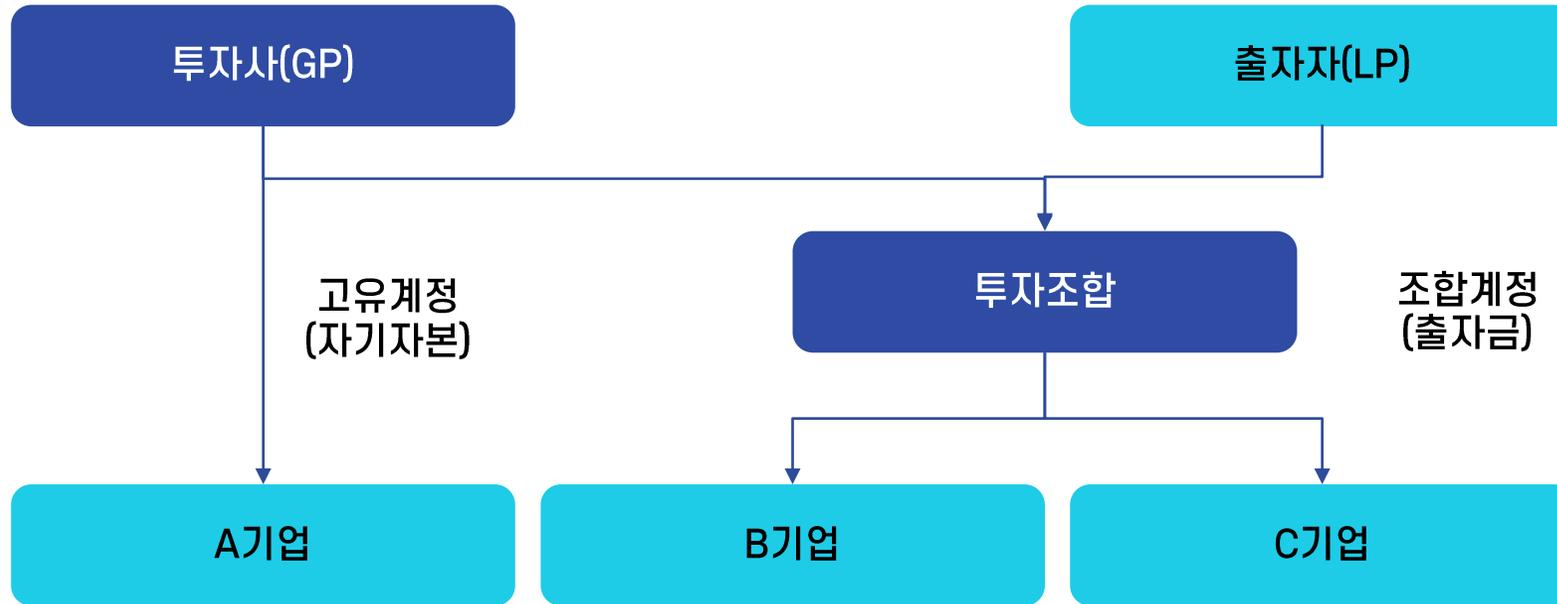 투자사(GP)
출자자(LP)
고유계정
(자기자본)
투자조합
조합계정
(출자금)
A기업
B기업
C기업